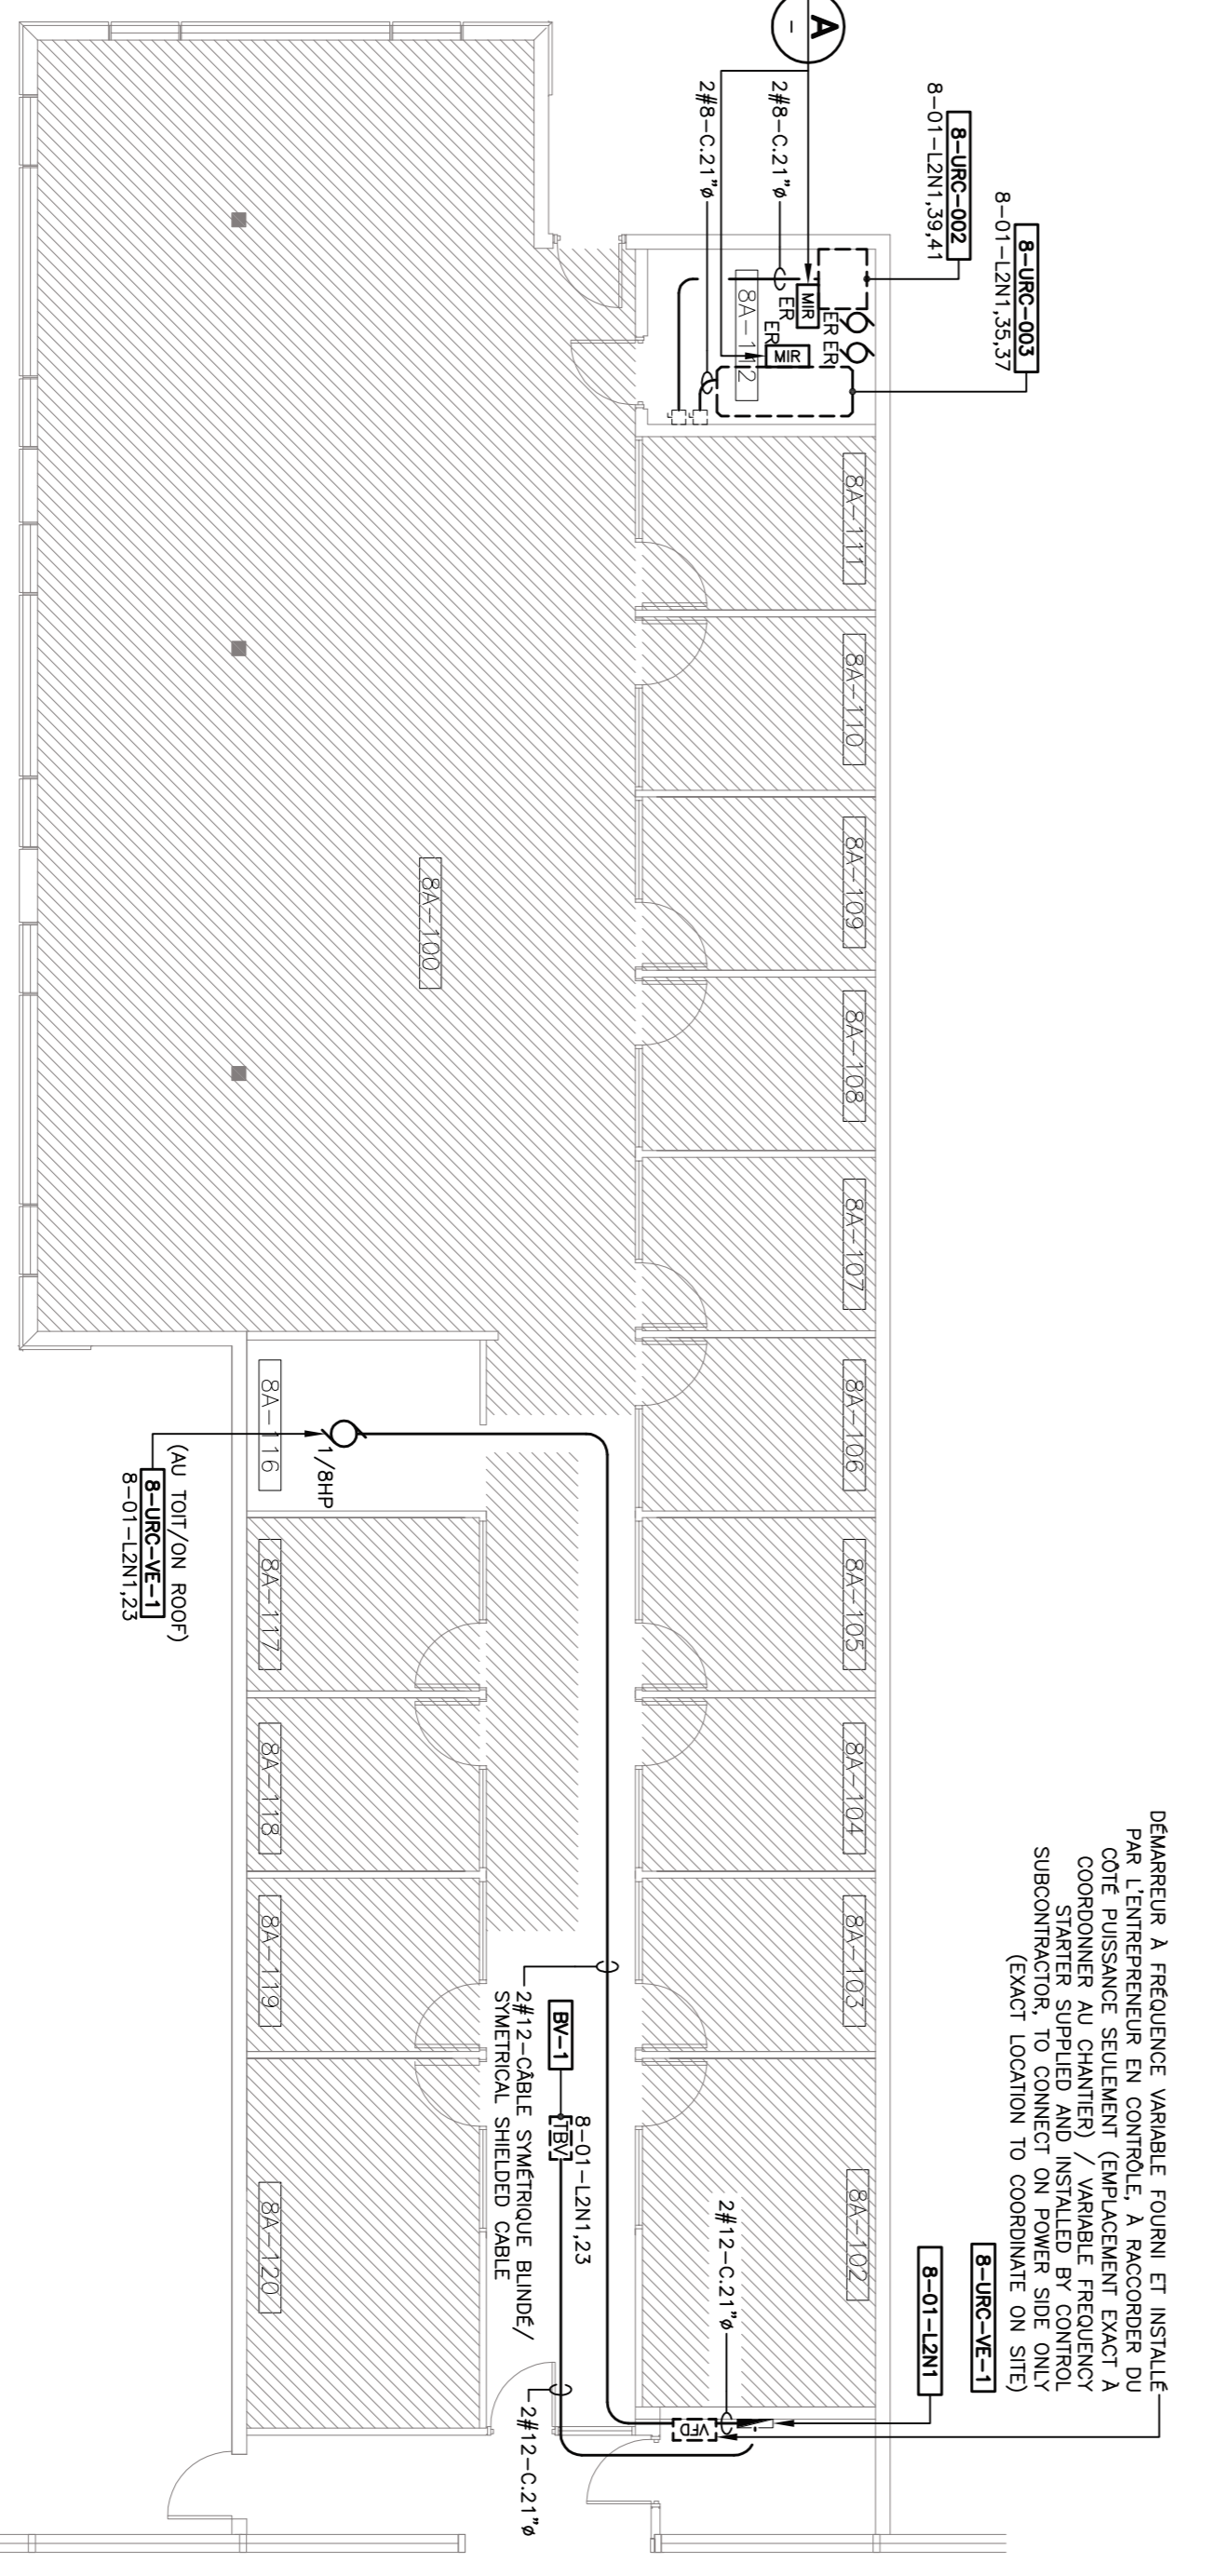 A
-
8-URC-002
8-01-L2N1,39,41
8-URC-003
8-01-L2N1,35,37
2#8-C.21"ø
2#8-C.21"ø
MIR
ER
ER
ER
ER
MIR
8A-112
8A-111
8A-110
8A-109
8A-108
8A-107
8A-106
8A-105
8A-104
8A-103
8A-102
8A-100
8A-116
8A-117
8A-118
8A-119
8A-120
1/8HP
(AU TOIT/ON ROOF)
8-URC-VE-1
8-01-L2N1,23
DÉMARREUR À FRÉQUENCE VARIABLE FOURNI ET INSTALLÉ
PAR L'ENTREPRENEUR EN CONTRÔLE, À RACCORDER DU
CÔTÉ PUISSANCE SEULEMENT (EMPLACEMENT EXACT À
COORDONNER AU CHANTIER) / VARIABLE FREQUENCY
STARTER SUPPLIED AND INSTALLED BY CONTROL
SUBCONTRACTOR, TO CONNECT ON POWER SIDE ONLY
(EXACT LOCATION TO COORDINATE ON SITE)
8-URC-VE-1
8-01-L2N1
2#12-C.21"ø
VFD
8-01-L2N1,23
BV-1
TBV
2#12-CÂBLE SYMÉTRIQUE BLINDÉ/
SYMETRICAL SHIELDED CABLE
2#12-C.21"ø